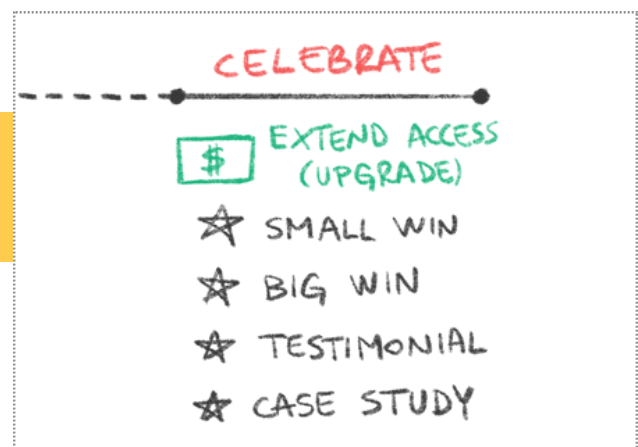 CELEBRATE
$ EXTEND ACCESS
(UPGRADE)
SMALL WIN
BIG WIN
TESTIMONIAL
CASE STUDY